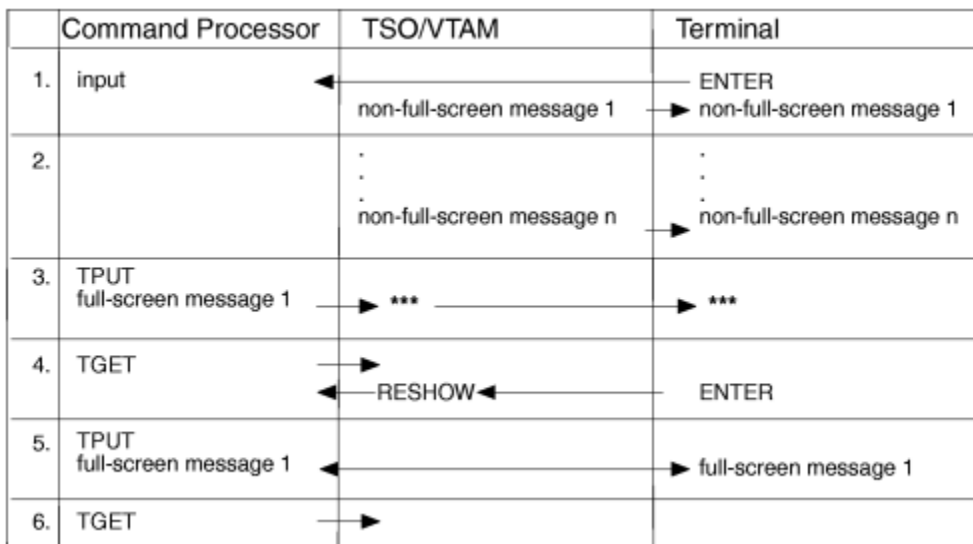 Command Processor TSO/VTAM Terminal
1. input ENTER
non-full-screen message 1 non-full-screen message 1
2. . .
. .
. .
non-full-screen message n non-full-screen message n
3. TPUT
full-screen message 1 *** ***
4. TGET
RESHOW ENTER
5. TPUT
full-screen message 1 full-screen message 1
6. TGET